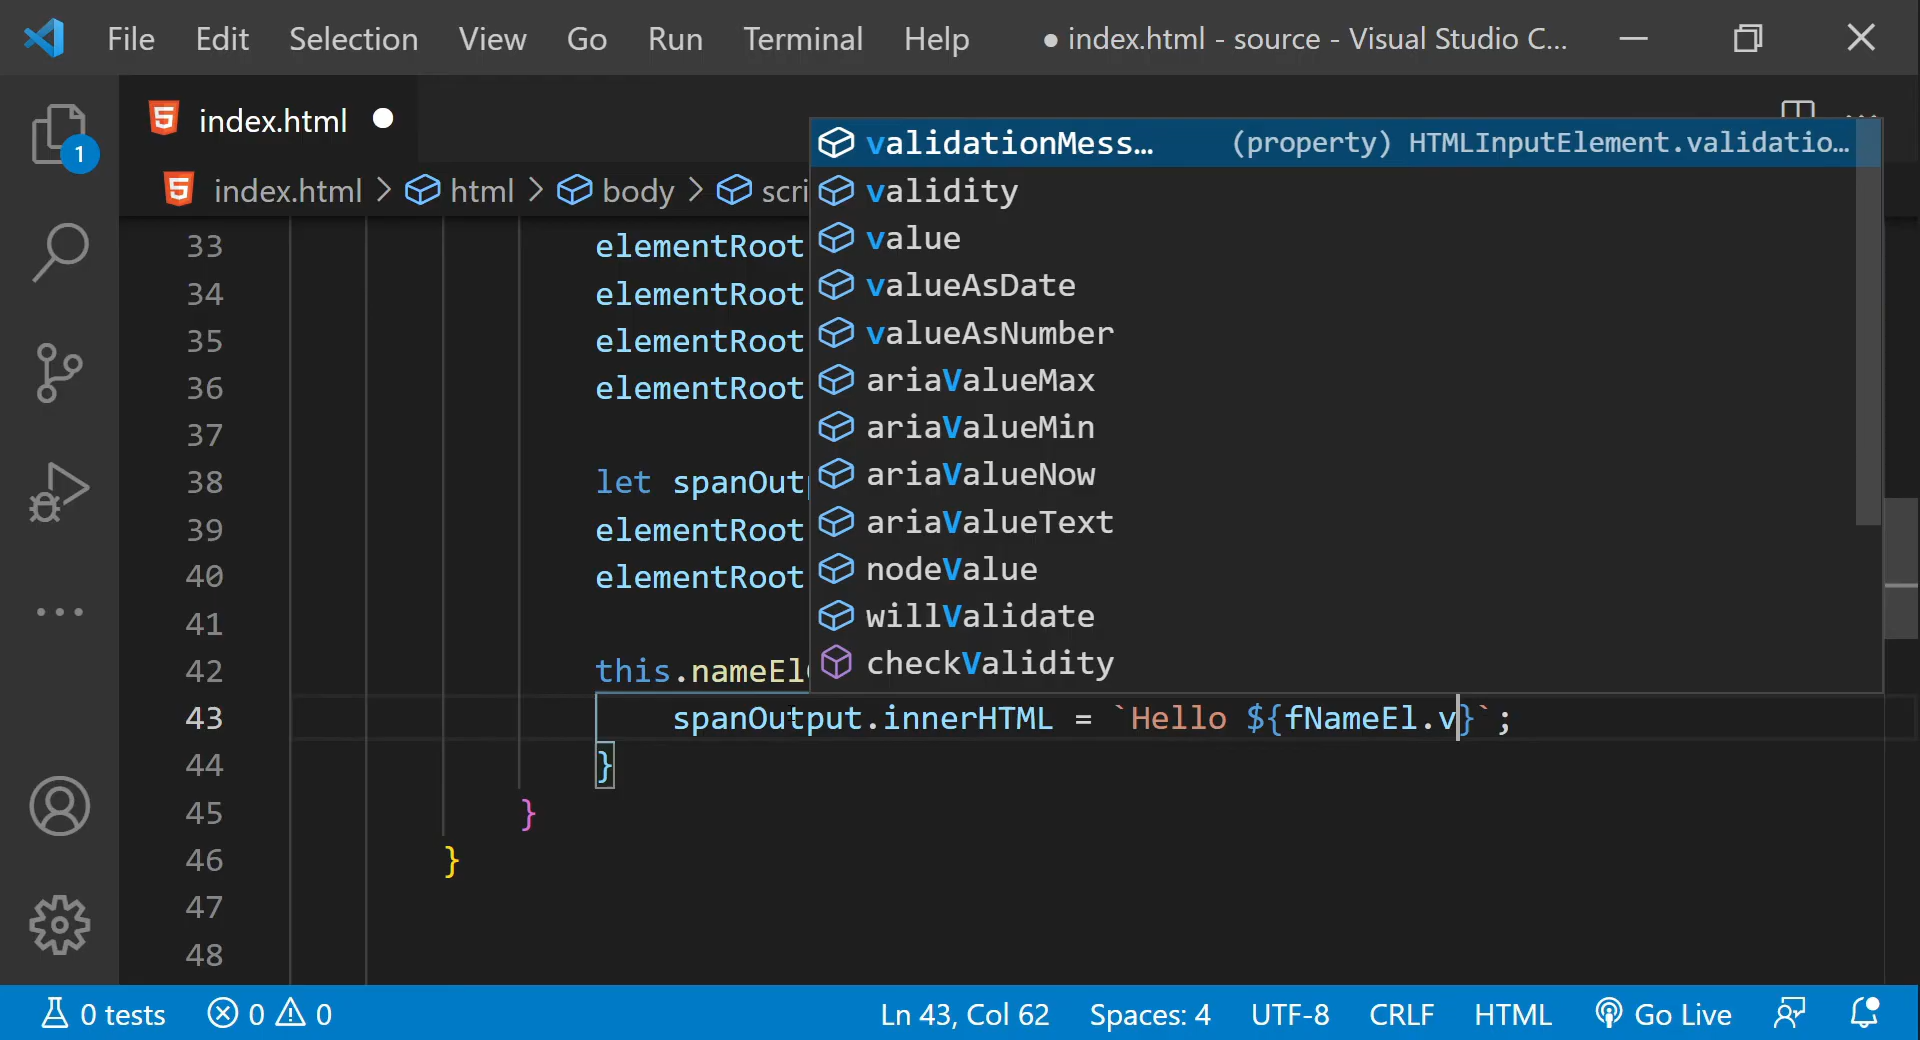 File Edit Selection View Go Run Terminal Help ● index.html - source - Visual Studio C...
index.html ●
1
index.html > html > body > scri
validationMess... (property) HTMLInputElement.validatio...
validity
value
valueAsDate
valueAsNumber
ariaValueMax
ariaValueMin
ariaValueNow
ariaValueText
nodeValue
willValidate
checkValidity
33 elementRoot
34 elementRoot
35 elementRoot
36 elementRoot
37
38 let spanOutp
39 elementRoot
40 elementRoot
41
42 this.nameEl
43 spanOutput.innerHTML = `Hello ${fNameEl.v}`;
44 }
45 }
46 }
47
48
0 tests 0 0 Ln 43, Col 62 Spaces: 4 UTF-8 CRLF HTML Go Live